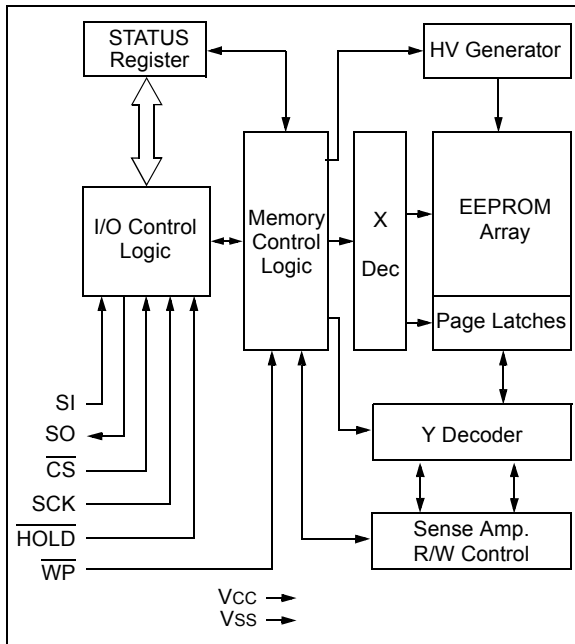 STATUS
Register
HV Generator
I/O Control
Logic
Memory
Control
Logic
X
Dec
EEPROM
Array
Page Latches
Y Decoder
Sense Amp.
R/W Control
SI
SO
CS
SCK
HOLD
WP
VCC
VSS